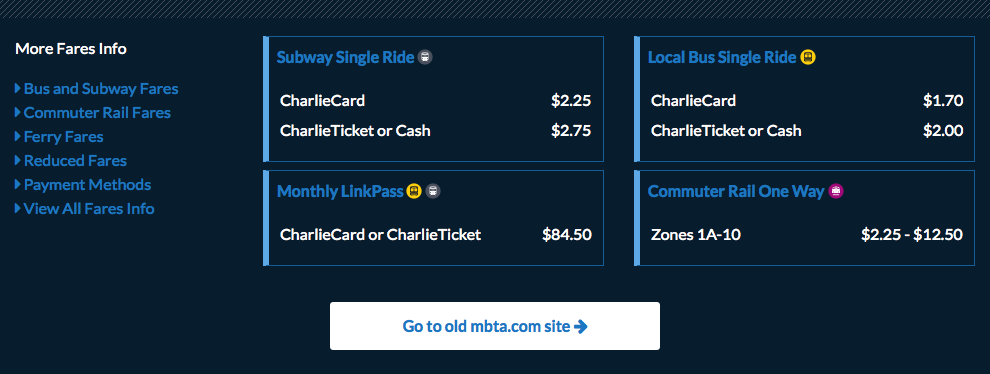 More Fares Info
Bus and Subway Fares
Commuter Rail Fares
Ferry Fares
Reduced Fares
Payment Methods
View All Fares Info
Subway Single Ride
CharlieCard $2.25
CharlieTicket or Cash $2.75
Local Bus Single Ride
CharlieCard $1.70
CharlieTicket or Cash $2.00
Monthly LinkPass
CharlieCard or CharlieTicket $84.50
Commuter Rail One Way
Zones 1A-10 $2.25 - $12.50
Go to old mbta.com site